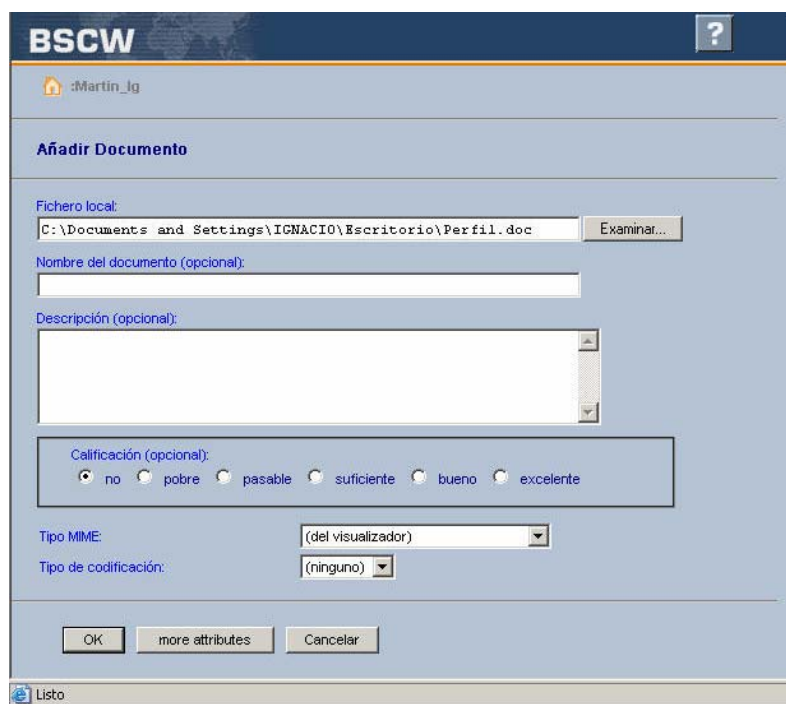 BSCW
?
:Martin_Ig
Añadir Documento
Fichero local:
C:\Documents and Settings\IGNACIO\Escritorio\Perfil.doc Examinar...
Nombre del documento (opcional):
Descripción (opcional):
Calificación (opcional):
no pobre pasable suficiente bueno excelente
Tipo MIME: (del visualizador)
Tipo de codificación: (ninguno)
OK more attributes Cancelar
Listo